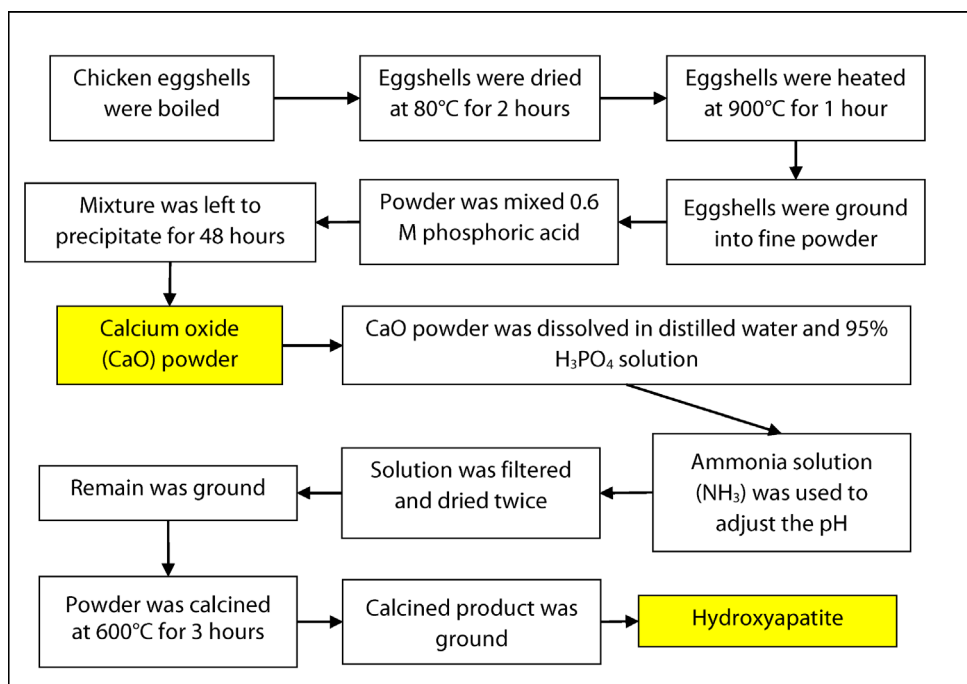 Chicken eggshells
were boiled
Eggshells were dried
at 80°C for 2 hours
Eggshells were heated
at 900°C for 1 hour
Eggshells were ground
into fine powder
Powder was mixed 0.6
M phosphoric acid
Mixture was left to
precipitate for 48 hours
Calcium oxide
(CaO) powder
CaO powder was dissolved in distilled water and 95%
H₃PO₄ solution
Ammonia solution
(NH₃) was used to
adjust the pH
Solution was filtered
and dried twice
Remain was ground
Powder was calcined
at 600°C for 3 hours
Calcined product was
ground
Hydroxyapatite